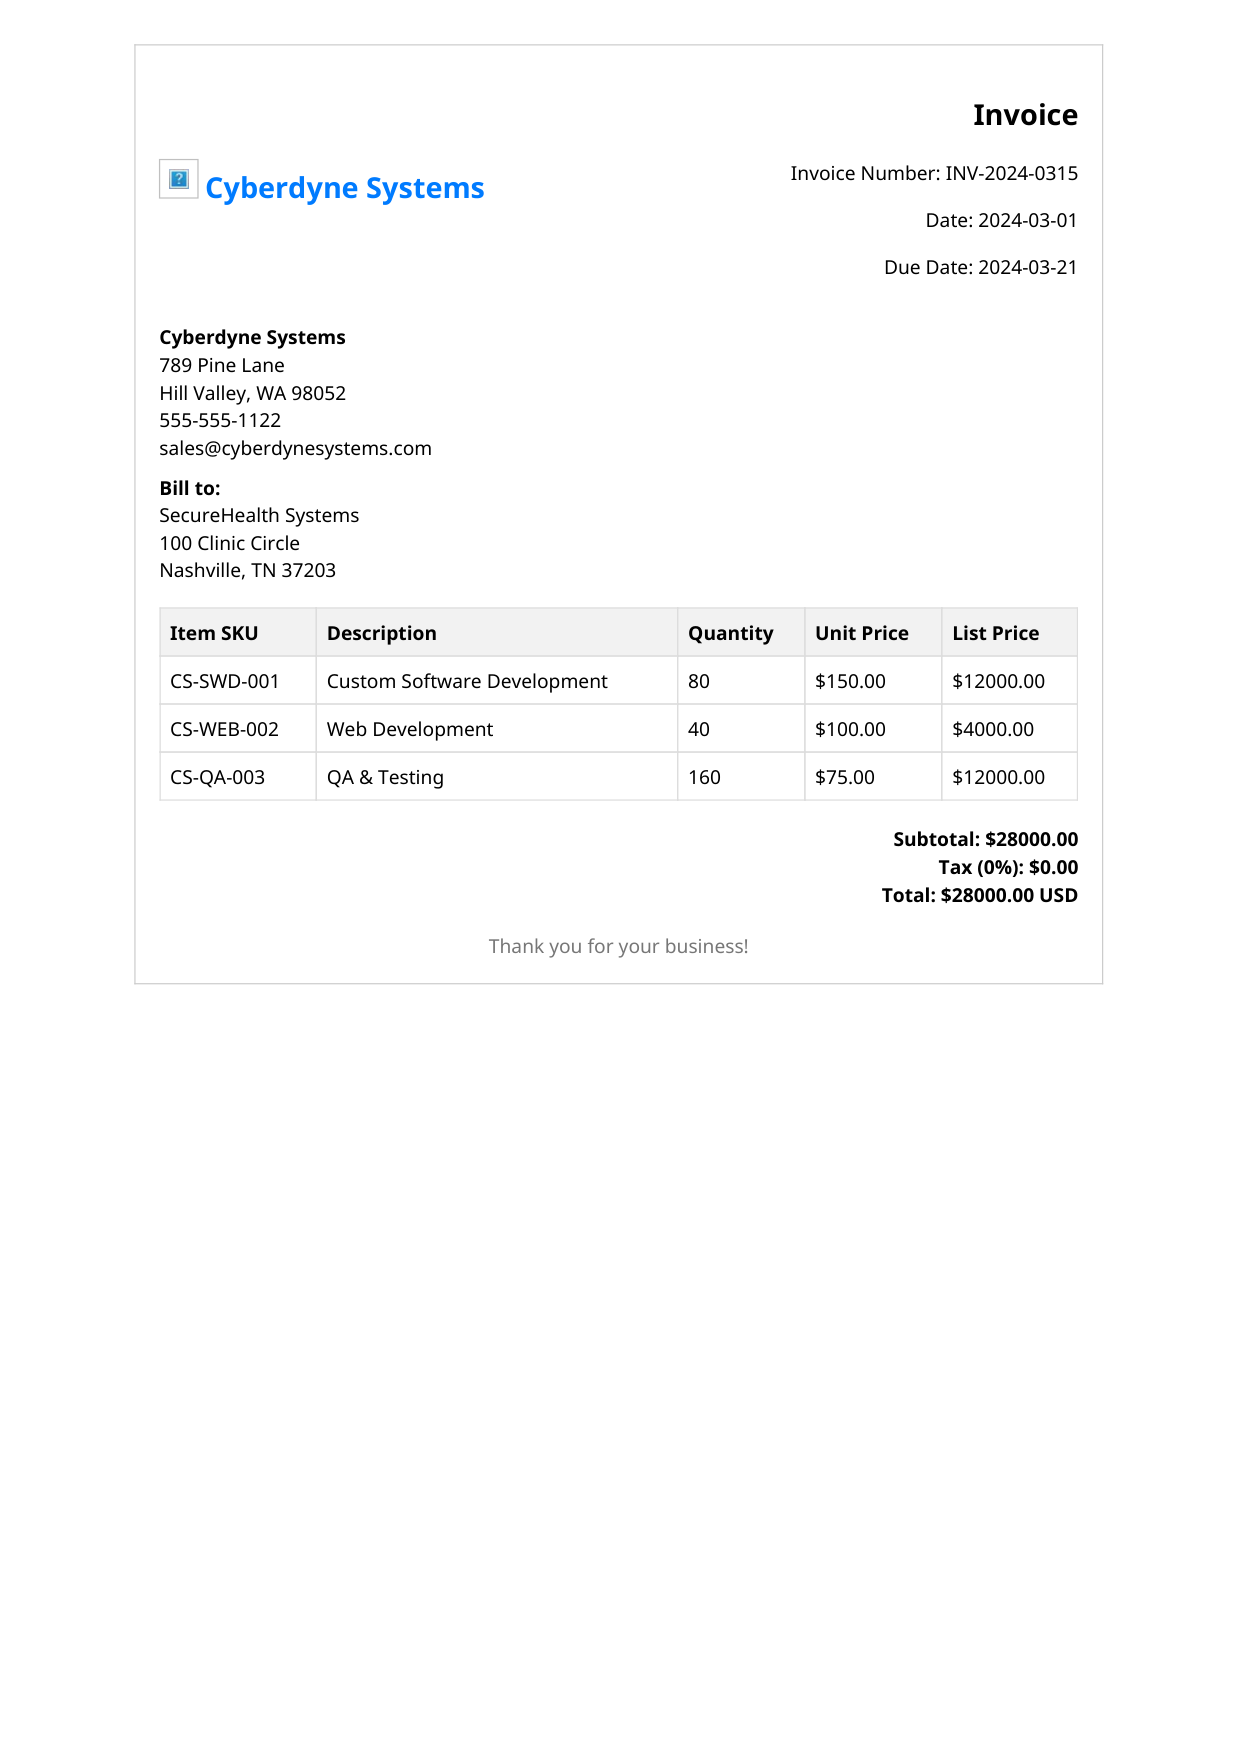 Invoice
Cyberdyne Systems
Invoice Number: INV-2024-0315
Date: 2024-03-01
Due Date: 2024-03-21
Cyberdyne Systems
789 Pine Lane
Hill Valley, WA 98052
555-555-1122
sales@cyberdynesystems.com
Bill to:
SecureHealth Systems
100 Clinic Circle
Nashville, TN 37203
Item SKU Description Quantity Unit Price List Price
CS-SWD-001 Custom Software Development 80 $150.00 $12000.00
CS-WEB-002 Web Development 40 $100.00 $4000.00
CS-QA-003 QA & Testing 160 $75.00 $12000.00
Subtotal: $28000.00
Tax (0%): $0.00
Total: $28000.00 USD
Thank you for your business!